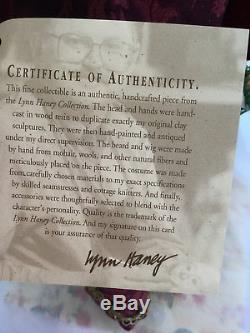 CERTIFICATE OF AUTHENTICITY.
This fine collectible is an authentic, handcrafted piece from
the Lynn Haney Collection. The head and hands were hand-
cast in wood resin to duplicate exactly my original clay
sculptures. They were then hand-painted and antiqued
under my direct supervision. The beard and wig were made
by hand from mohair, wools, and other natural fibers and
meticulously placed on the piece. The costume was made
from carefully chosen materials to my exact specifications
by skilled seamstresses and cottage knitters. And finally,
accessories were thoughtfully selected to blend with the
character's personality. Quality is the trademark of the
Lynn Haney Collection. And my signature on this card
is your assurance of that quality.
Lynn Haney